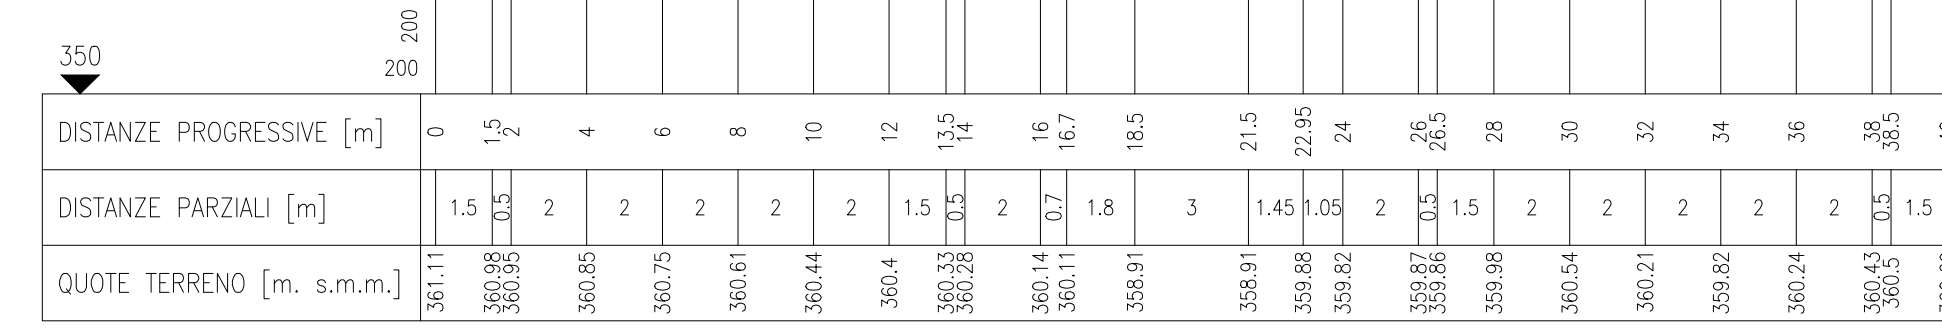 200
350
200
DISTANZE PROGRESSIVE [m] 0 1.5 2 4 6 8 10 12 13.5 14 16 16.7 18.5 21.5 22.95 24 26 26.5 28 30 32 34 36 38 38.5
DISTANZE PARZIALI [m] 1.5 0.5 2 2 2 2 2 1.5 0.5 2 0.7 1.8 3 1.45 1.05 2 0.5 1.5 2 2 2 2 2 0.5 1.5
QUOTE TERRENO [m. s.m.m.] 361.11 360.98 360.95 360.85 360.75 360.61 360.44 360.4 360.33 360.28 360.14 360.11 358.91 358.91 359.88 359.82 359.87 359.86 359.98 360.54 360.21 359.82 360.24 360.43 360.5